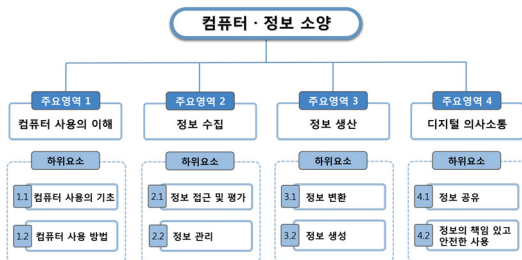 컴퓨터 · 정보 소양
주요영역 1
컴퓨터 사용의 이해
주요영역 2
정보 수집
주요영역 3
정보 생산
주요영역 4
디지털 의사소통
하위요소
1.1 컴퓨터 사용의 기초
1.2 컴퓨터 사용 방법
하위요소
2.1 정보 접근 및 평가
2.2 정보 관리
하위요소
3.1 정보 변환
3.2 정보 생성
하위요소
4.1 정보 공유
4.2 정보의 책임 있고
안전한 사용